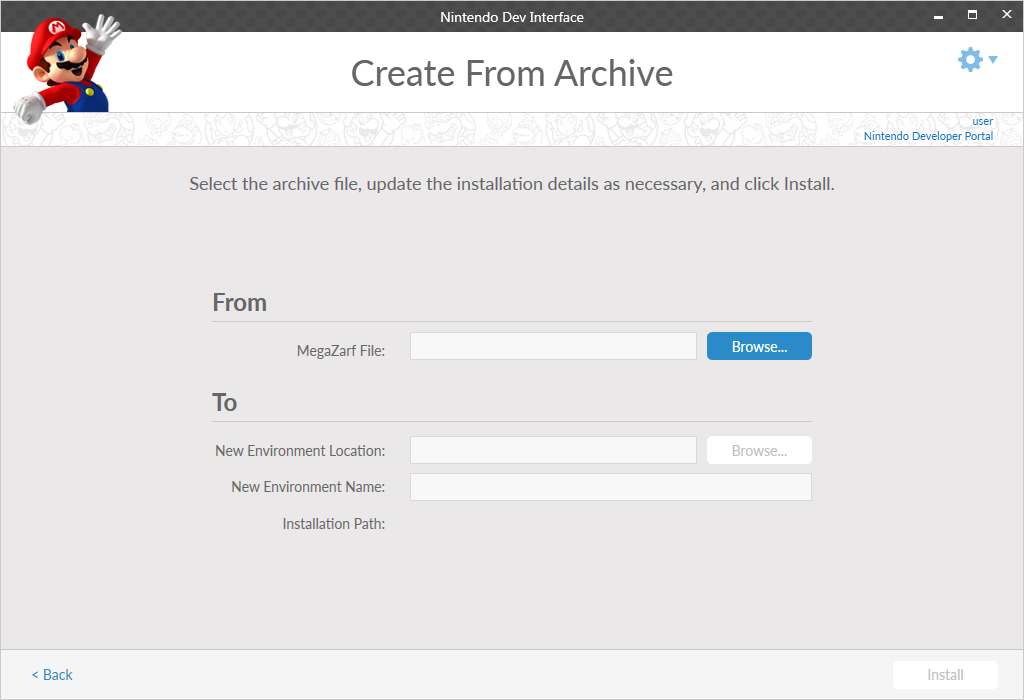 Nintendo Dev Interface
M
Create From Archive
user
Nintendo Developer Portal
Select the archive file, update the installation details as necessary, and click Install.
From
MegaZarf File:
Browse...
To
New Environment Location:
Browse...
New Environment Name:
Installation Path:
< Back
Install